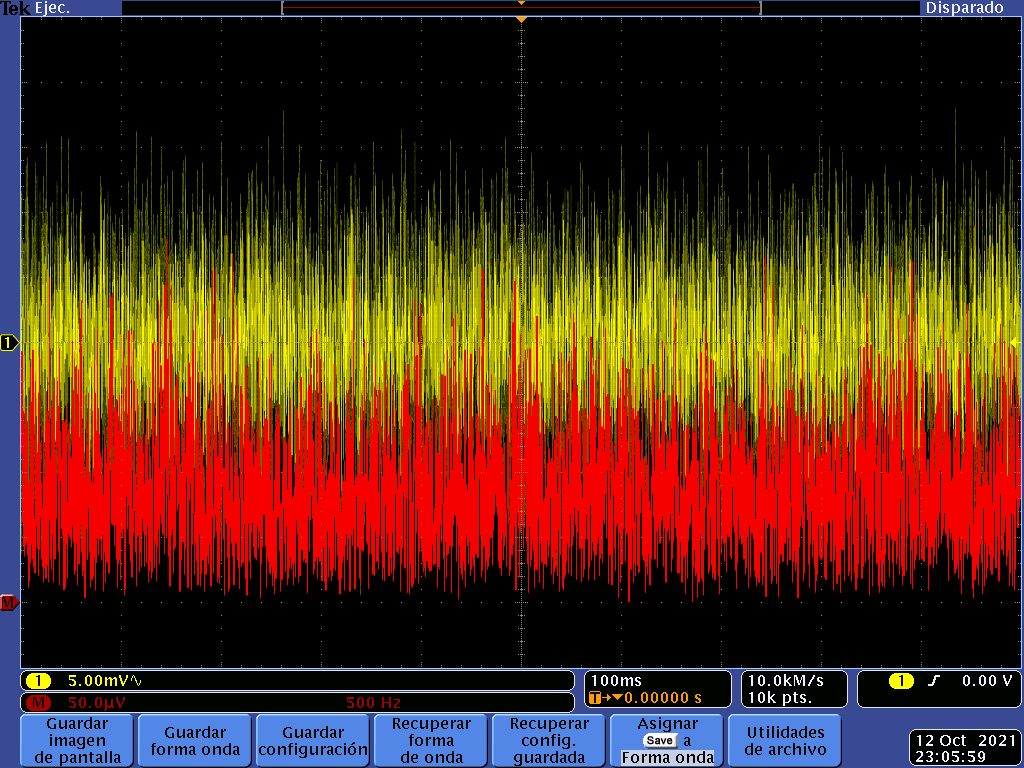 Tek Ejec. Disparado
1
M
1 5.00mV∿
M 50.0µV 500 Hz
100ms
T→▼0.00000 s
10.0kM/s
10k pts.
1 0.00 V
Guardar
imagen
de pantalla
Guardar
forma onda
Guardar
configuración
Recuperar
forma
de onda
Recuperar
config.
guardada
Asignar
Save a
Forma onda
Utilidades
de archivo
12 Oct 2021
23:05:59